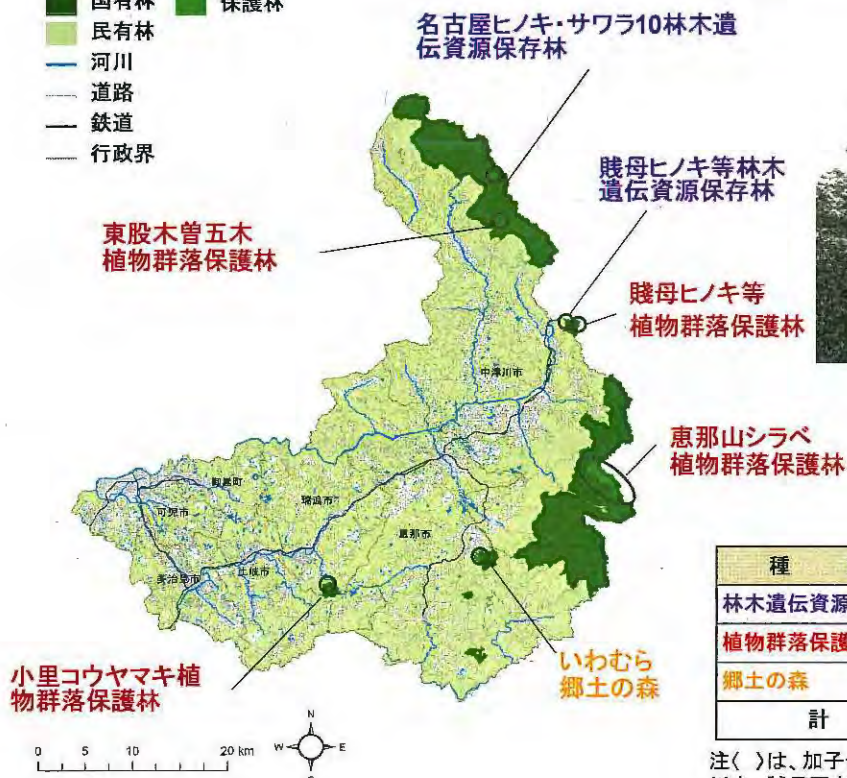 国有林 保護林
民有林
河川
道路
鉄道
行政界
名古屋ヒノキ・サワラ10林木遺
伝資源保存林
賤母ヒノキ等林木
遺伝資源保存林
東股木曽五木
植物群落保護林
賤母ヒノキ等
植物群落保護林
中津川市
恵那山シラベ
植物群落保護林
御嵩町
可児市
瑞浪市
恵那市
多治見市
土岐市
小里コウヤマキ植
物群落保護林
いわむら
郷土の森
種
林木遺伝資源
植物群落保護
郷土の森
計
N
W E
S
0 5 10 20 km
注( )は、加子